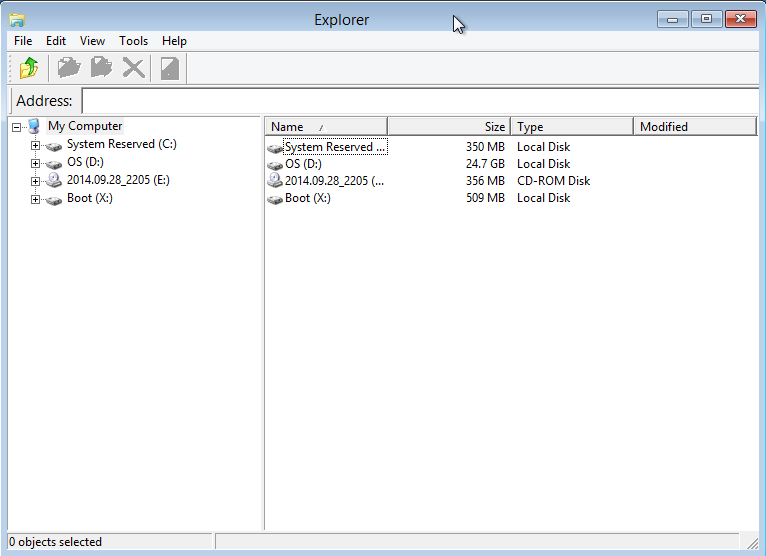 Explorer
File Edit View Tools Help
Address:
My Computer
System Reserved (C:)
OS (D:)
2014.09.28_2205 (E:)
Boot (X:)
Name Size Type Modified
System Reserved ... 350 MB Local Disk
OS (D:) 24.7 GB Local Disk
2014.09.28_2205 (... 356 MB CD-ROM Disk
Boot (X:) 509 MB Local Disk
0 objects selected